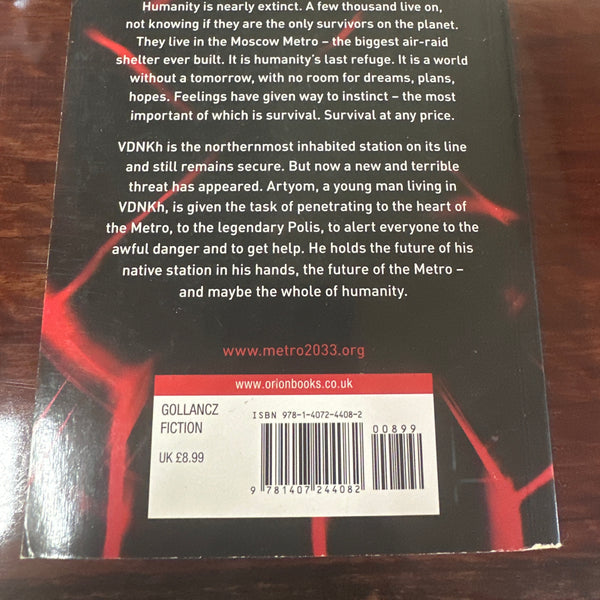 Humanity is nearly extinct. A few thousand live on,
not knowing if they are the only survivors on the planet.
They live in the Moscow Metro – the biggest air-raid
shelter ever built. It is humanity's last refuge. It is a world
without a tomorrow, with no room for dreams, plans,
hopes. Feelings have given way to instinct – the most
important of which is survival. Survival at any price.
VDNKh is the northernmost inhabited station on its line
and still remains secure. But now a new and terrible
threat has appeared. Artyom, a young man living in
VDNKh, is given the task of penetrating to the heart of
the Metro, to the legendary Polis, to alert everyone to the
awful danger and to get help. He holds the future of his
native station in his hands, the future of the Metro –
and maybe the whole of humanity.
www.metro2033.org
www.orionbooks.co.uk
GOLLANCZ
FICTION
UK £8.99
ISBN 978-1-4072-4408-2
00899
9 781407 244082